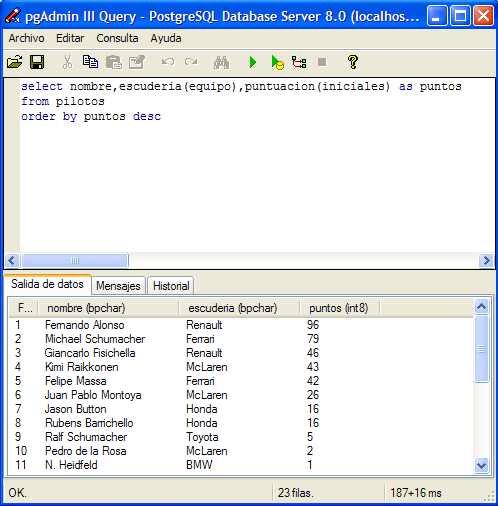 pgAdmin III Query - PostgreSQL Database Server 8.0 (localhos...
Archivo Editar Consulta Ayuda
select nombre,escuderia(equipo),puntuacion(iniciales) as puntos
from pilotos
order by puntos desc
Salida de datos Mensajes Historial
F... nombre (bpchar) escuderia (bpchar) puntos (int8)
1 Fernando Alonso Renault 96
2 Michael Schumacher Ferrari 79
3 Giancarlo Fisichella Renault 46
4 Kimi Raikkonen McLaren 43
5 Felipe Massa Ferrari 42
6 Juan Pablo Montoya McLaren 26
7 Jason Button Honda 16
8 Rubens Barrichello Honda 16
9 Ralf Schumacher Toyota 5
10 Pedro de la Rosa McLaren 2
11 N. Heidfeld BMW 1
OK. 23 filas. 187+16 ms